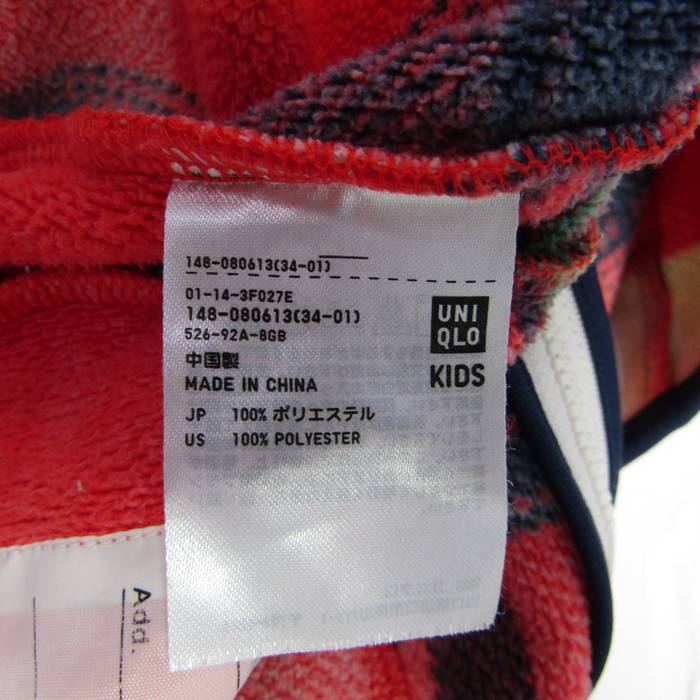 148-080613(34-01)
01-14-3F027E
148-080613(34-01)
526-92A-8GB
中国製
MADE IN CHINA
JP 100% ポリエステル
US 100% POLYESTER
UNI
QLO
KIDS
Add.